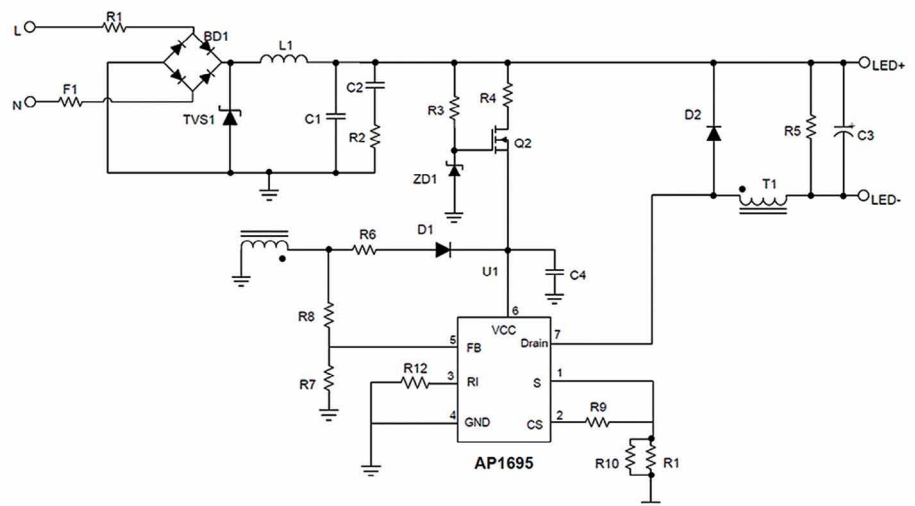 L
R1
BD1
L1
LED+
N
F1
TVS1
C1
C2
R2
R3
R4
Q2
ZD1
D2
R5
C3
T1
LED-
R6
D1
U1
C4
R8
R7
R12
5
FB
3
RI
4
GND
6
VCC
7
Drain
1
S
2
CS
R9
R10
R1
AP1695
+